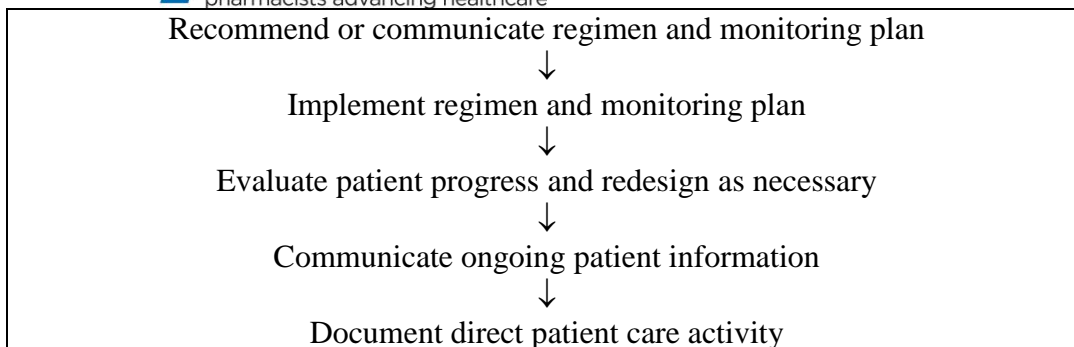 pharmacists advancing healthcare
Recommend or communicate regimen and monitoring plan
↓
Implement regimen and monitoring plan
↓
Evaluate patient progress and redesign as necessary
↓
Communicate ongoing patient information
↓
Document direct patient care activity